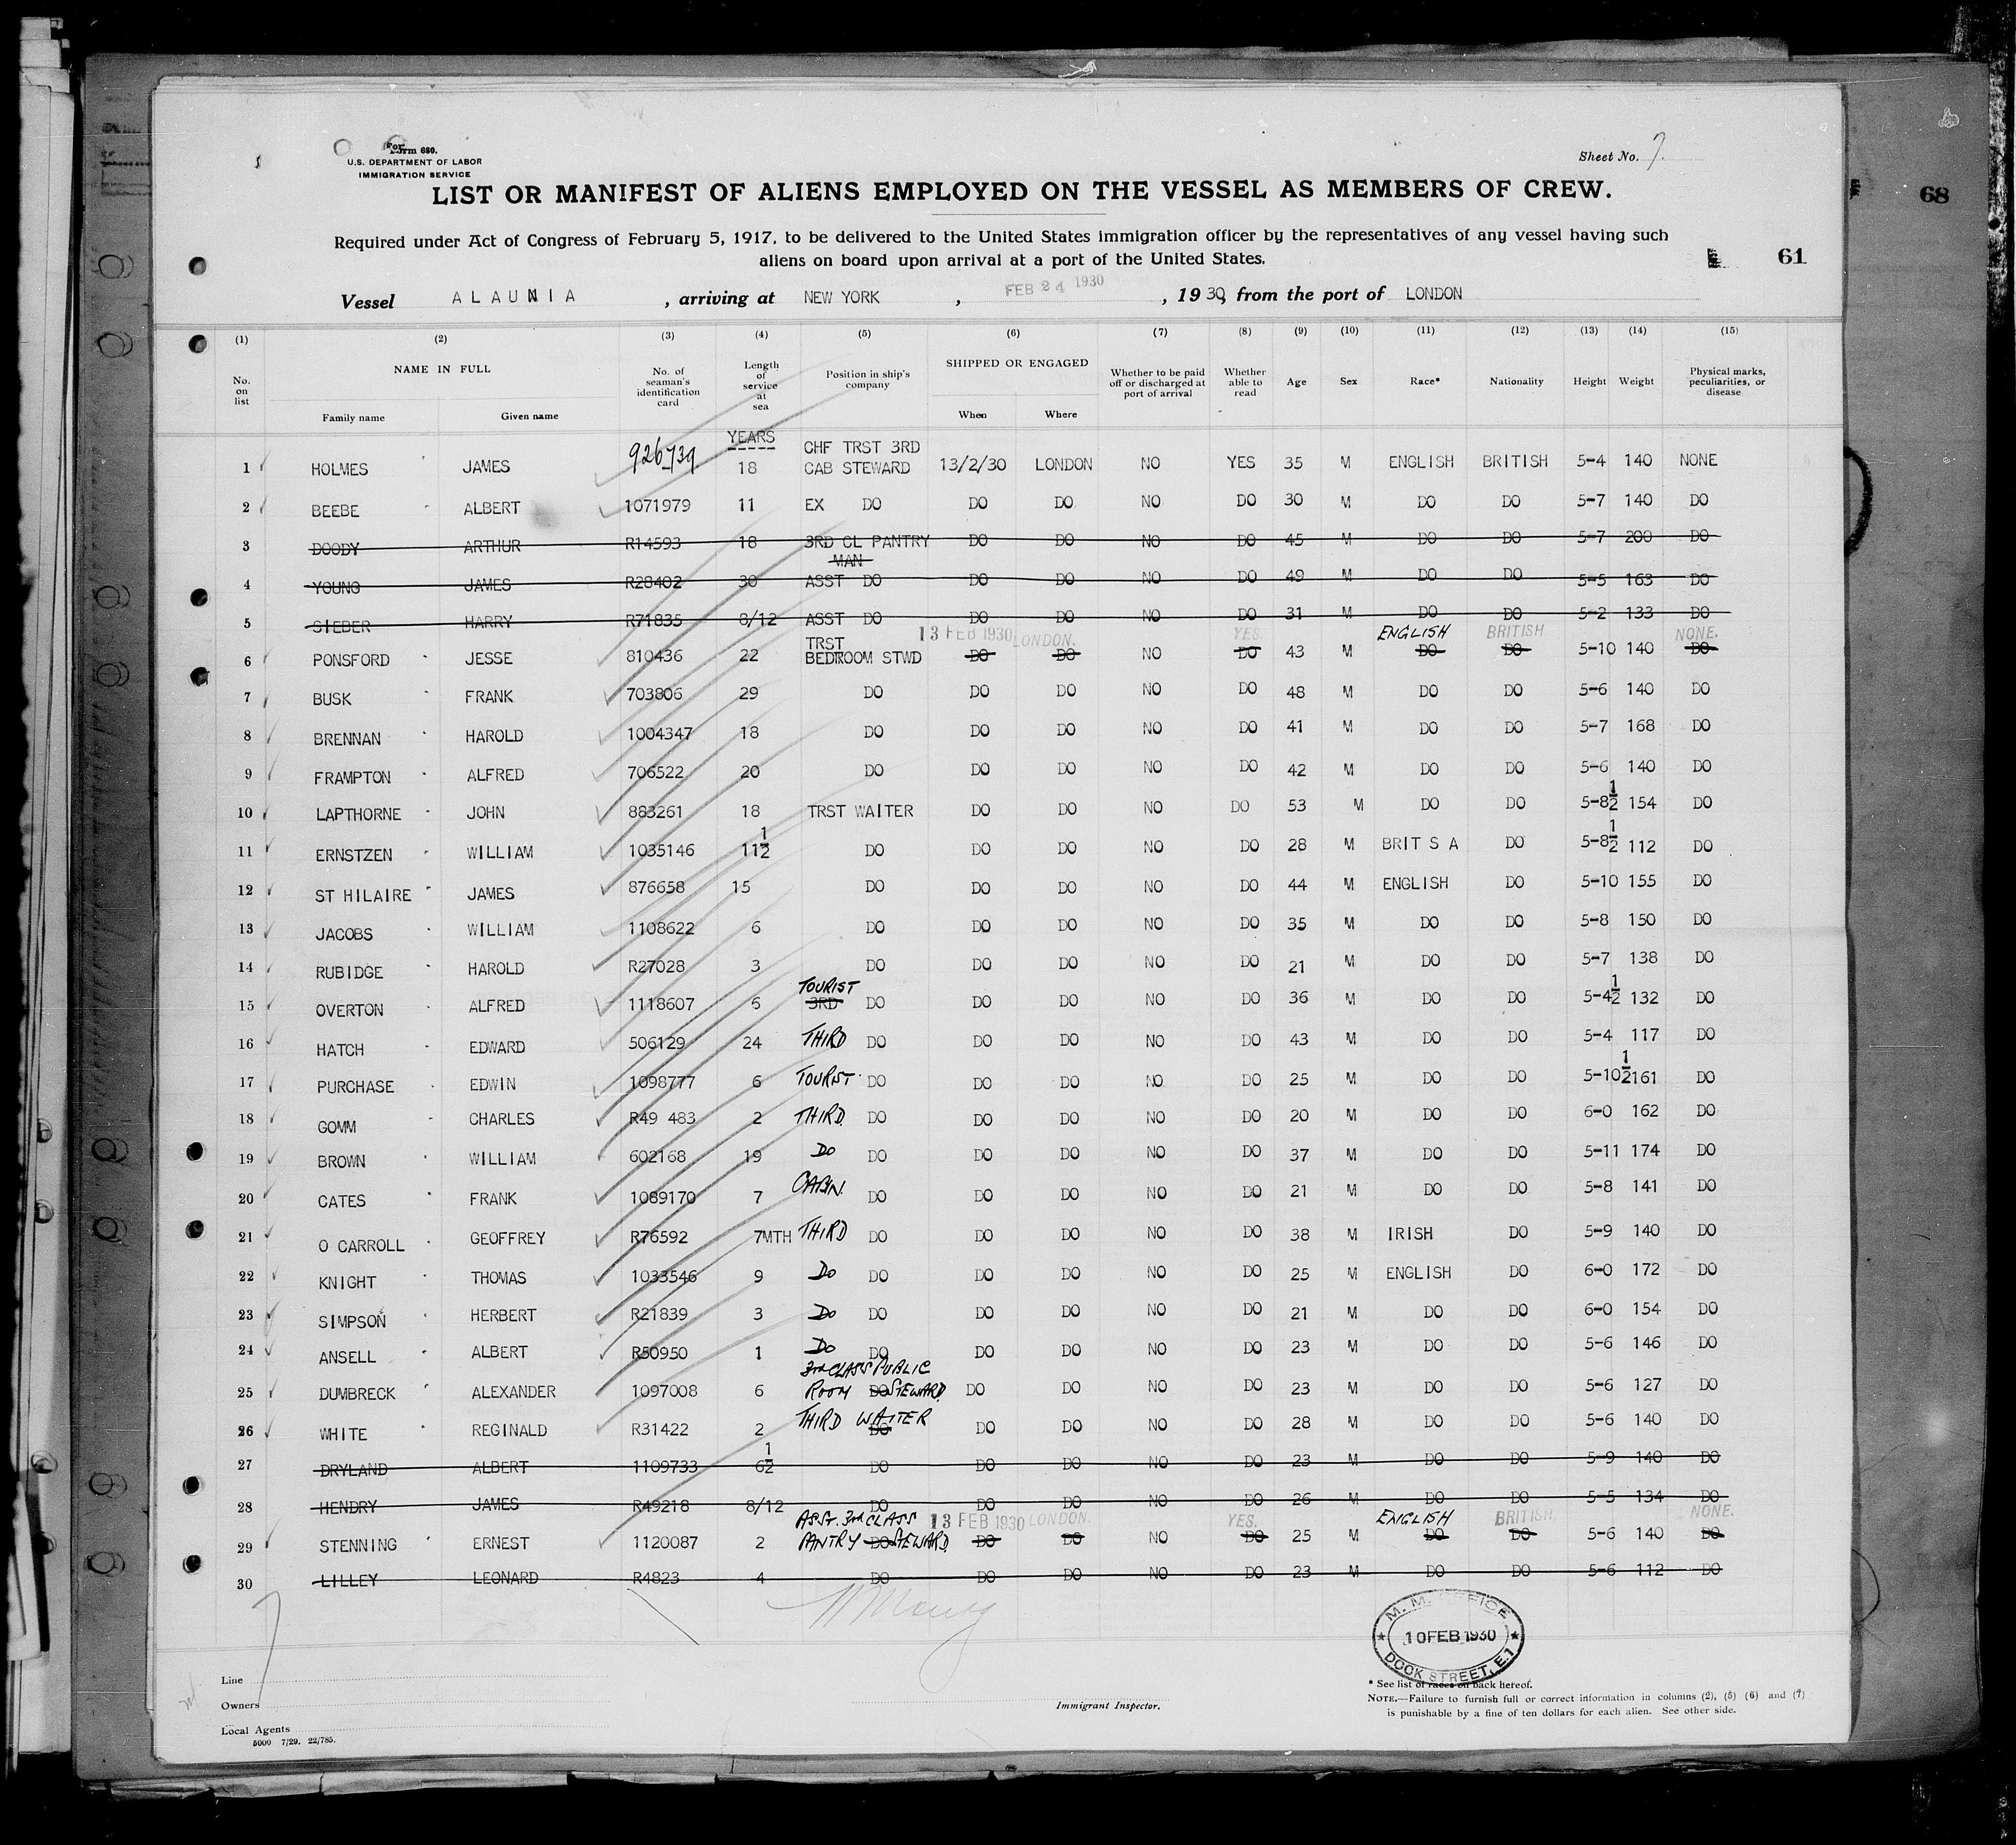 Form 680.
U.S. DEPARTMENT OF LABOR
IMMIGRATION SERVICE
Sheet No. 7.
LIST OR MANIFEST OF ALIENS EMPLOYED ON THE VESSEL AS MEMBERS OF CREW.
68
Required under Act of Congress of February 5, 1917, to be delivered to the United States immigration officer by the representatives of any vessel having such
aliens on board upon arrival at a port of the United States.
61
Vessel ALAUNIA, arriving at NEW YORK, FEB 24 1930, 1930, from the port of LONDON
(1) (2) (3) (4) (5) (6) (7) (8) (9) (10) (11) (12) (13) (14) (15)
No. on list NAME IN FULL Family name Given name No. of seaman's identification card Length of service at sea Position in ship's company SHIPPED OR ENGAGED When Where Whether to be paid off or discharged at port of arrival Whether able to read Age Sex Race* Nationality Height Weight Physical marks, peculiarities, or disease
YEARS CHF TRST 3RD
1 HOLMES JAMES 926739 18 CAB STEWARD 13/2/30 LONDON NO YES 35 M ENGLISH BRITISH 5-4 140 NONE
2 BEEBE ALBERT 1071979 11 EX DO DO DO NO DO 30 M DO DO 5-7 140 DO
3 DOODY ARTHUR R14593 18 3RD CL PANTRY DO DO NO DO 45 M DO DO 5-7 200 DO
MAN
4 YOUNG JAMES R28402 30 ASST DO DO DO NO DO 49 M DO DO 5-5 163 DO
5 SIEBER HARRY R71835 8/12 ASST DO DO DO NO DO 31 M DO DO 5-2 133 DO
TRST 13 FEB 1930 LONDON. YES. ENGLISH BRITISH NONE.
6 PONSFORD JESSE 810436 22 BEDROOM STWD DO DO NO DO 43 M DO DO 5-10 140 DO
7 BUSK FRANK 703806 29 DO DO DO NO DO 48 M DO DO 5-6 140 DO
8 BRENNAN HAROLD 1004347 18 DO DO DO NO DO 41 M DO DO 5-7 168 DO
9 FRAMPTON ALFRED 706522 20 DO DO DO NO DO 42 M DO DO 5-6 140 DO
10 LAPTHORNE JOHN 883261 18 TRST WAITER DO DO NO DO 53 M DO DO 5-8½ 154 DO
11 ERNSTZEN WILLIAM 1035146 11½ DO DO DO NO DO 28 M BRIT S A DO 5-8½ 112 DO
12 ST HILAIRE JAMES 876658 15 DO DO DO NO DO 44 M ENGLISH DO 5-10 155 DO
13 JACOBS WILLIAM 1108622 6 DO DO DO NO DO 35 M DO DO 5-8 150 DO
14 RUBIDGE HAROLD R27028 3 DO DO DO NO DO 21 M DO DO 5-7 138 DO
TOURIST
15 OVERTON ALFRED 1118607 6 3RD DO DO DO NO DO 36 M DO DO 5-4½ 132 DO
16 HATCH EDWARD 506129 24 THIRD DO DO DO NO DO 43 M DO DO 5-4 117 DO
17 PURCHASE EDWIN 1098777 6 TOURIST DO DO DO NO DO 25 M DO DO 5-10½ 161 DO
18 GOMM CHARLES R49 483 2 THIRD. DO DO DO NO DO 20 M DO DO 6-0 162 DO
19 BROWN WILLIAM 602168 19 DO DO DO DO NO DO 37 M DO DO 5-11 174 DO
20 CATES FRANK 1089170 7 CABIN. DO DO DO NO DO 21 M DO DO 5-8 141 DO
21 O CARROLL GEOFFREY R76592 7MTH THIRD DO DO DO NO DO 38 M IRISH DO 5-9 140 DO
22 KNIGHT THOMAS 1033546 9 DO DO DO DO NO DO 25 M ENGLISH DO 6-0 172 DO
23 SIMPSON HERBERT R21839 3 DO DO DO DO NO DO 21 M DO DO 6-0 154 DO
24 ANSELL ALBERT R50950 1 DO DO DO DO NO DO 23 M DO DO 5-6 146 DO
3rd CLASS PUBLIC
25 DUMBRECK ALEXANDER 1097008 6 ROOM DO STEWARD DO DO NO DO 23 M DO DO 5-6 127 DO
THIRD WAITER
26 WHITE REGINALD R31422 2 DO DO DO NO DO 28 M DO DO 5-6 140 DO
27 DRYLAND ALBERT 1109733 6½ DO DO DO NO DO 23 M DO DO 5-9 140 DO
28 HENDRY JAMES R49218 8/12 DO DO DO NO DO 26 M DO DO 5-5 134 DO
ASST. 3rd CLASS 13 FEB 1930 LONDON. YES. ENGLISH BRITISH. NONE.
29 STENNING ERNEST 1120087 2 PANTRY DO STEWARD. DO DO NO DO 25 M DO DO 5-6 140 DO
30 LILLEY LEONARD R4823 4 DO DO DO NO DO 23 M DO DO 5-6 112 DO
M. M. OFFICE
10 FEB 1930
DOCK STREET, E.1
Line
Owners
Local Agents
5000 7/29. 22/785.
Immigrant Inspector.
* See list of races on back hereof.
NOTE.—Failure to furnish full or correct information in columns (2), (5) (6) and (7)
is punishable by a fine of ten dollars for each alien. See other side.